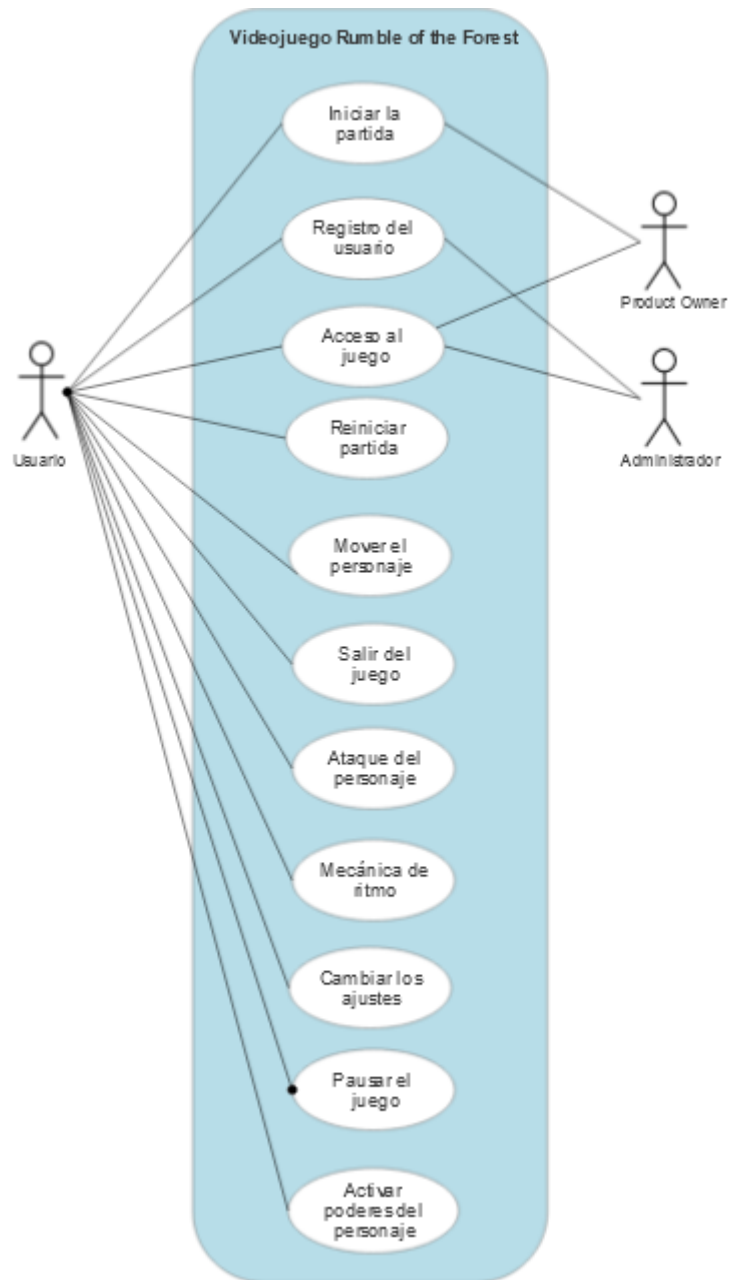 Videojuego Rumble of the Forest
Iniciar la
partida
Registro del
usuario
Product Owner
Acceso al
juego
Usuario
Administrador
Reiniciar
partida
Mover el
personaje
Salir del
juego
Ataque del
personaje
Mecánica de
ritmo
Cambiar los
ajustes
Pausar el
juego
Activar
poderes del
personaje